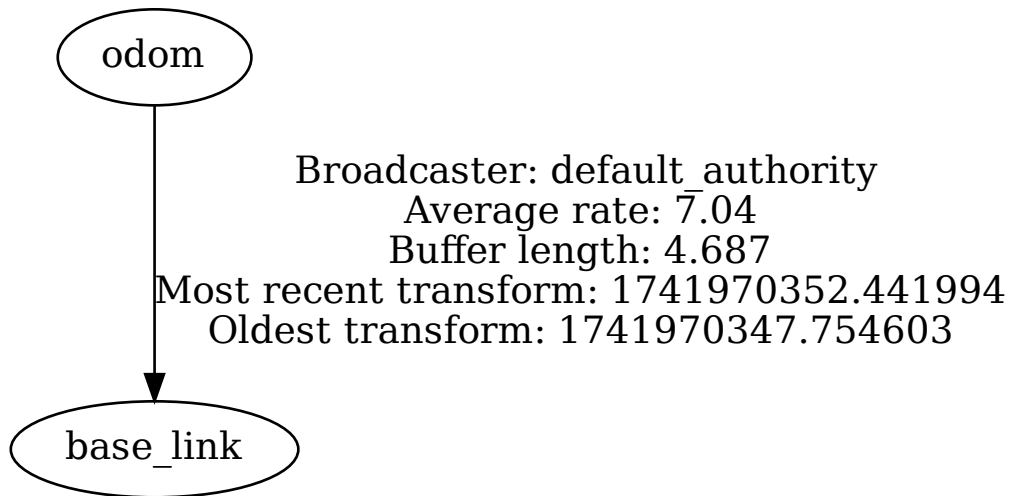 odom
Broadcaster: default_authority
Average rate: 7.04
Buffer length: 4.687
Most recent transform: 1741970352.441994
Oldest transform: 1741970347.754603
base_link